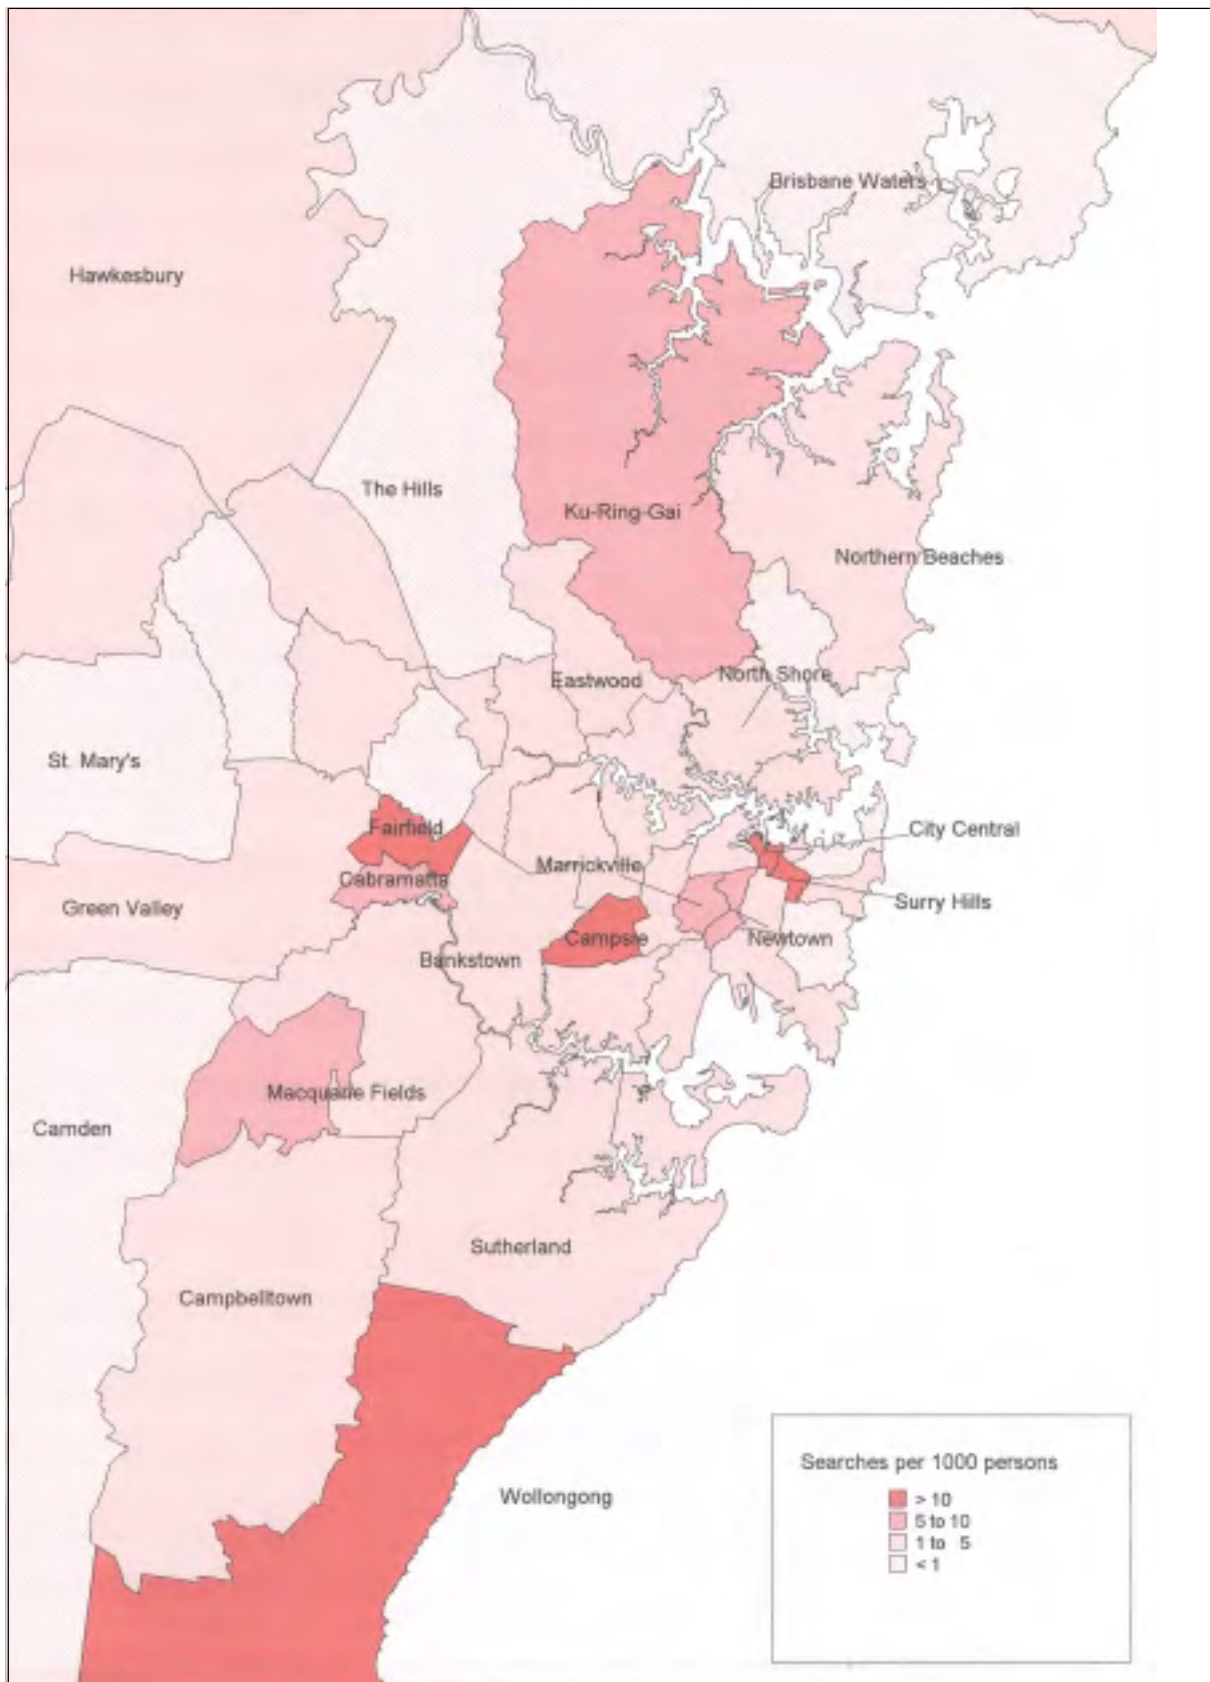 Brisbane Waters
Hawkesbury
The Hills
Ku-Ring-Gai
Northern Beaches
Eastwood
North Shore
St. Mary's
Fairfield
City Central
Marrickville
Cabramatta
Surry Hills
Green Valley
Campsie
Newtown
Bankstown
Macquarie Fields
Camden
Sutherland
Campbelltown
Searches per 1000 persons
Wollongong
> 10
5 to 10
1 to 5
< 1